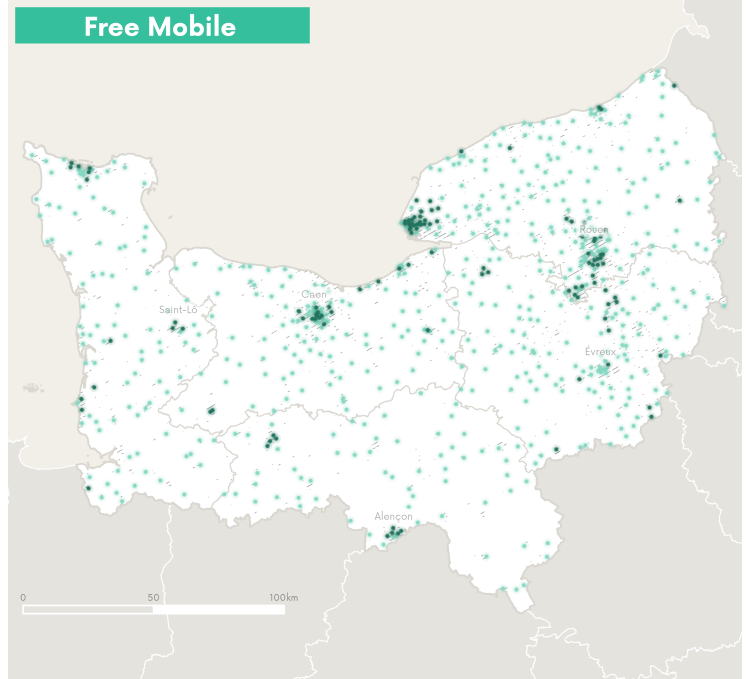 Free Mobile
Rouen
Caen
Saint-Lô
Évreux
Alençon
0 50 100km